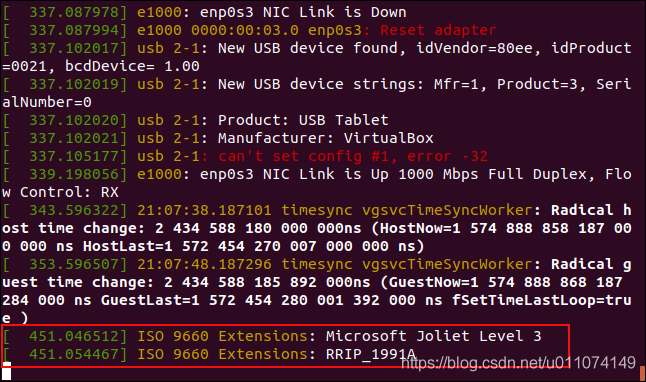 [  337.087978] e1000: enp0s3 NIC Link is Down
[  337.087994] e1000 0000:00:03.0 enp0s3: Reset adapter
[  337.102017] usb 2-1: New USB device found, idVendor=80ee, idProduct
=0021, bcdDevice= 1.00
[  337.102019] usb 2-1: New USB device strings: Mfr=1, Product=3, Seri
alNumber=0
[  337.102020] usb 2-1: Product: USB Tablet
[  337.102021] usb 2-1: Manufacturer: VirtualBox
[  337.105177] usb 2-1: can't set config #1, error -32
[  339.198056] e1000: enp0s3 NIC Link is Up 1000 Mbps Full Duplex, Flo
w Control: RX
[  343.596322] 21:07:38.187101 timesync vgsvcTimeSyncWorker: Radical h
ost time change: 2 434 588 180 000 000ns (HostNow=1 574 888 858 187 00
0 000 ns HostLast=1 572 454 270 007 000 000 ns)
[  353.596507] 21:07:48.187296 timesync vgsvcTimeSyncWorker: Radical g
uest time change: 2 434 588 185 892 000ns (GuestNow=1 574 888 868 187 
284 000 ns GuestLast=1 572 454 280 001 392 000 ns fSetTimeLastLoop=tru
e )
[  451.046512] ISO 9660 Extensions: Microsoft Joliet Level 3
[  451.054467] ISO 9660 Extensions: RRIP_1991A
https://blog.csdn.net/u011074149